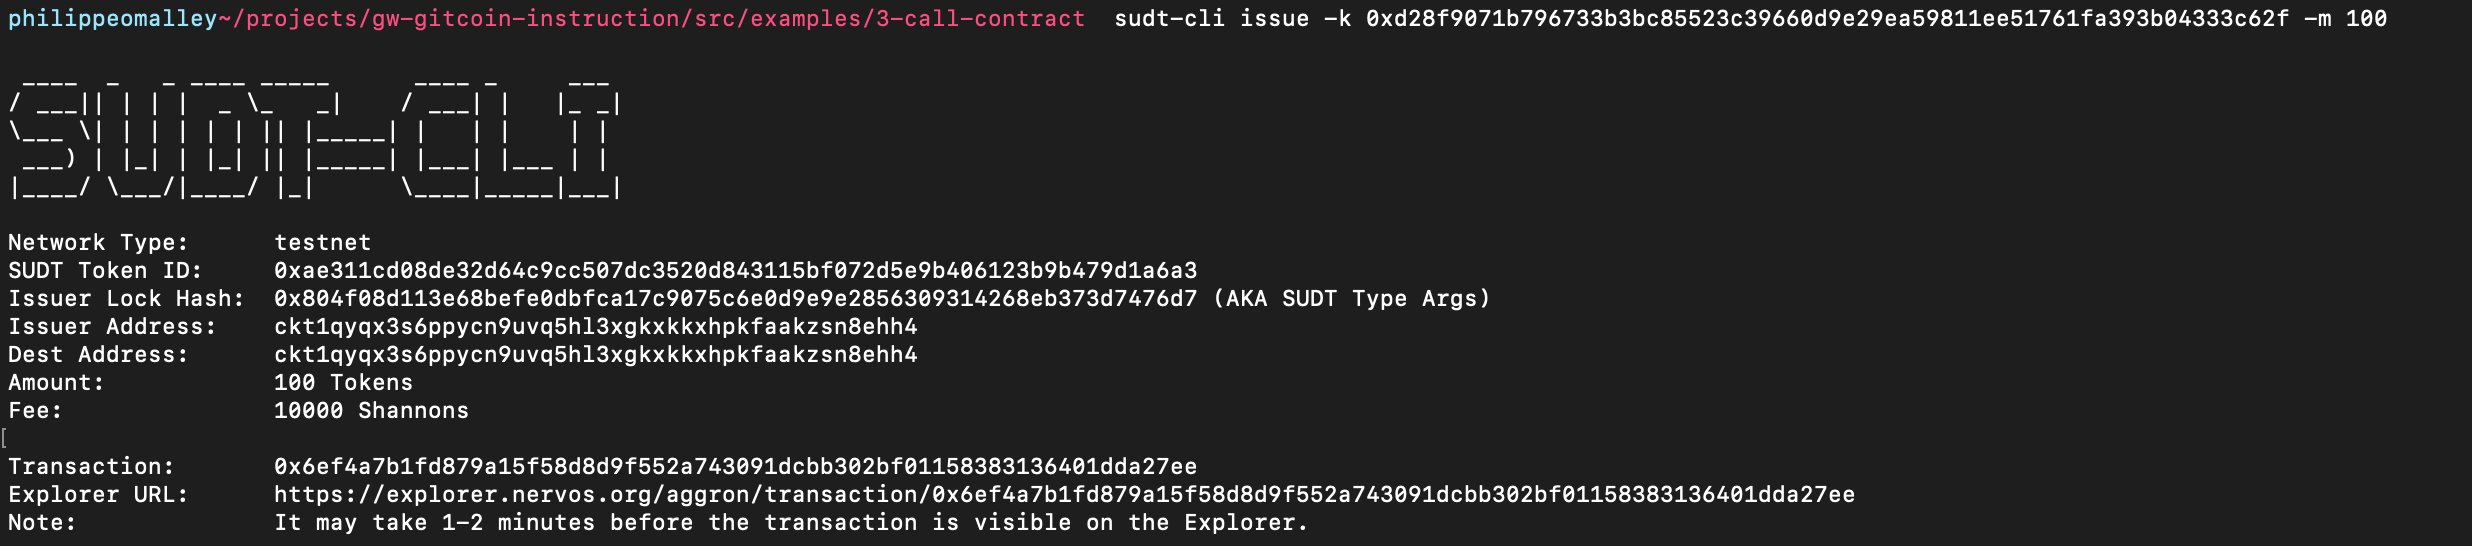 philippeomalley~/projects/gw-gitcoin-instruction/src/examples/3-call-contract  sudt-cli issue -k 0xd28f9071b796733b3bc85523c39660d9e29ea59811ee51761fa393b04333c62f -m 100
SUDT-CLI
Network Type:      testnet
SUDT Token ID:     0xae311cd08de32d64c9cc507dc3520d843115bf072d5e9b406123b9b479d1a6a3
Issuer Lock Hash:  0x804f08d113e68befe0dbfca17c9075c6e0d9e9e2856309314268eb373d7476d7 (AKA SUDT Type Args)
Issuer Address:    ckt1qyqx3s6ppycn9uvq5hl3xgkxkkxhpkfaakzsn8ehh4
Dest Address:      ckt1qyqx3s6ppycn9uvq5hl3xgkxkkxhpkfaakzsn8ehh4
Amount:            100 Tokens
Fee:               10000 Shannons
Transaction:       0x6ef4a7b1fd879a15f58d8d9f552a743091dcbb302bf01158383136401dda27ee
Explorer URL:      https://explorer.nervos.org/aggron/transaction/0x6ef4a7b1fd879a15f58d8d9f552a743091dcbb302bf01158383136401dda27ee
Note:              It may take 1-2 minutes before the transaction is visible on the Explorer.